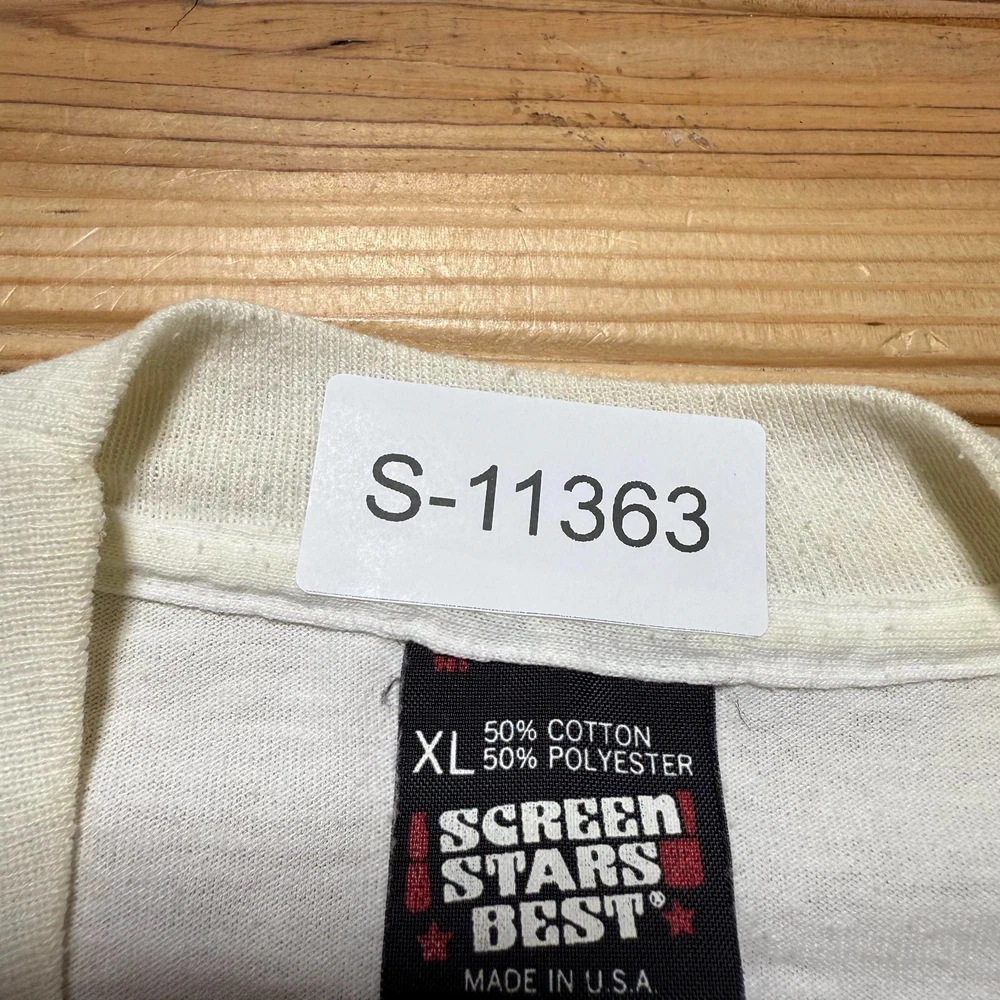 S-11363
XL 50% COTTON
50% POLYESTER
SCREEN
STARS
BEST®
MADE IN U.S.A.